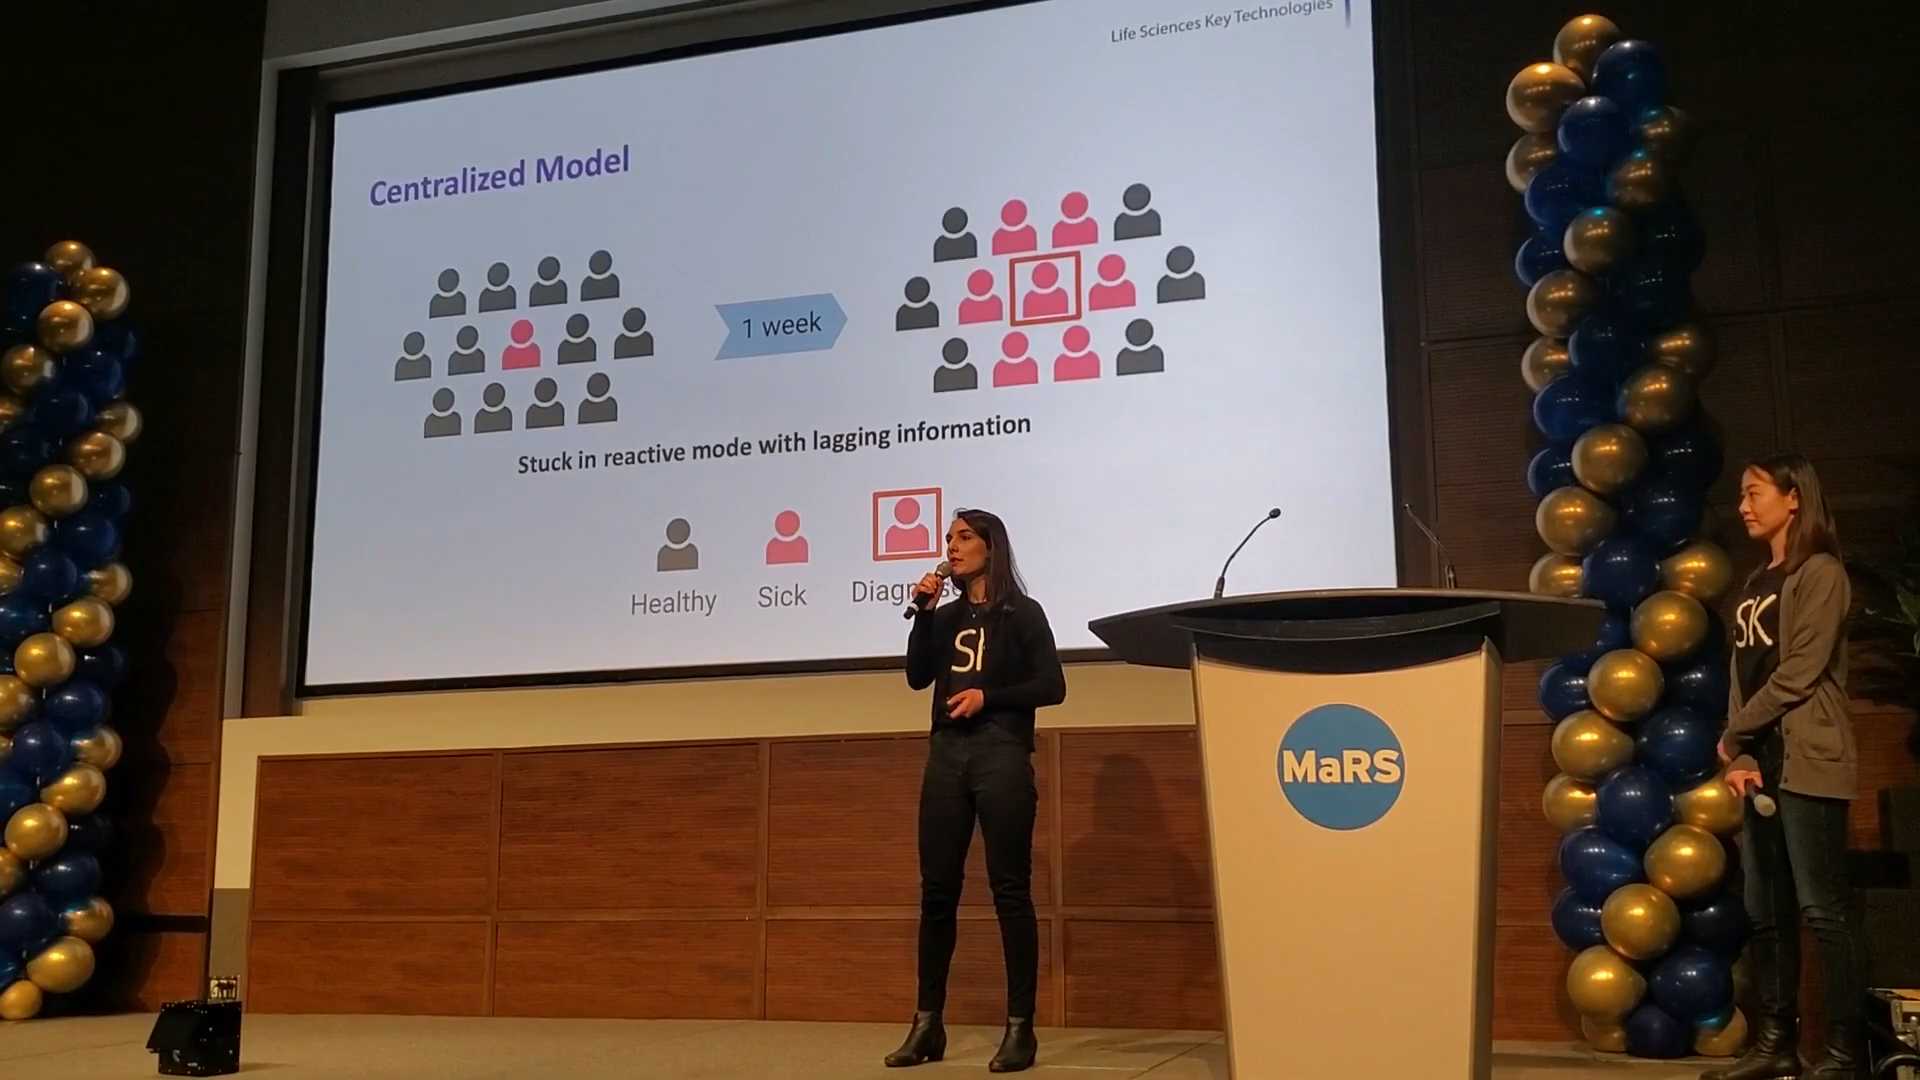 Life Sciences Key Technologies
Centralized Model
1 week
Stuck in reactive mode with lagging information
Healthy
Sick
SK
MaRS